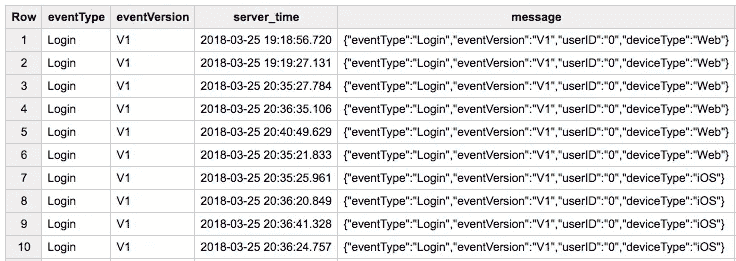 Row eventType eventVersion server_time message
1 Login V1 2018-03-25 19:18:56.720 {"eventType":"Login","eventVersion":"V1","userID":"0","deviceType":"Web"}
2 Login V1 2018-03-25 19:19:27.131 {"eventType":"Login","eventVersion":"V1","userID":"0","deviceType":"Web"}
3 Login V1 2018-03-25 20:35:27.784 {"eventType":"Login","eventVersion":"V1","userID":"0","deviceType":"Web"}
4 Login V1 2018-03-25 20:36:35.106 {"eventType":"Login","eventVersion":"V1","userID":"0","deviceType":"Web"}
5 Login V1 2018-03-25 20:40:49.629 {"eventType":"Login","eventVersion":"V1","userID":"0","deviceType":"Web"}
6 Login V1 2018-03-25 20:35:21.833 {"eventType":"Login","eventVersion":"V1","userID":"0","deviceType":"Web"}
7 Login V1 2018-03-25 20:35:25.961 {"eventType":"Login","eventVersion":"V1","userID":"0","deviceType":"iOS"}
8 Login V1 2018-03-25 20:36:20.849 {"eventType":"Login","eventVersion":"V1","userID":"0","deviceType":"iOS"}
9 Login V1 2018-03-25 20:36:41.328 {"eventType":"Login","eventVersion":"V1","userID":"0","deviceType":"iOS"}
10 Login V1 2018-03-25 20:36:24.757 {"eventType":"Login","eventVersion":"V1","userID":"0","deviceType":"iOS"}